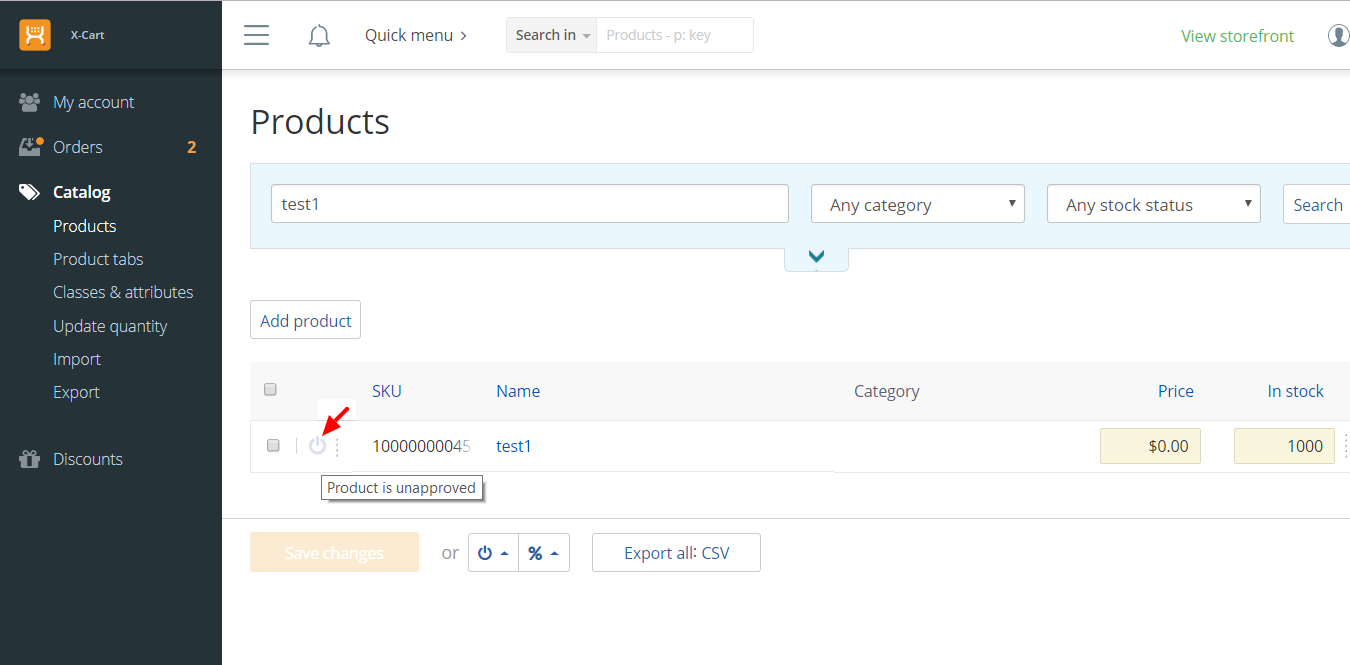 X-Cart
Quick menu
Search in
Products - p: key
View storefront
My account
Orders 2
Catalog
Products
Product tabs
Classes & attributes
Update quantity
Import
Export
Discounts
Products
test1
Any category
Any stock status
Search
Add product
SKU Name Category Price In stock
10000000045 test1 $0.00 1000
Product is unapproved
Save changes or % Export all: CSV